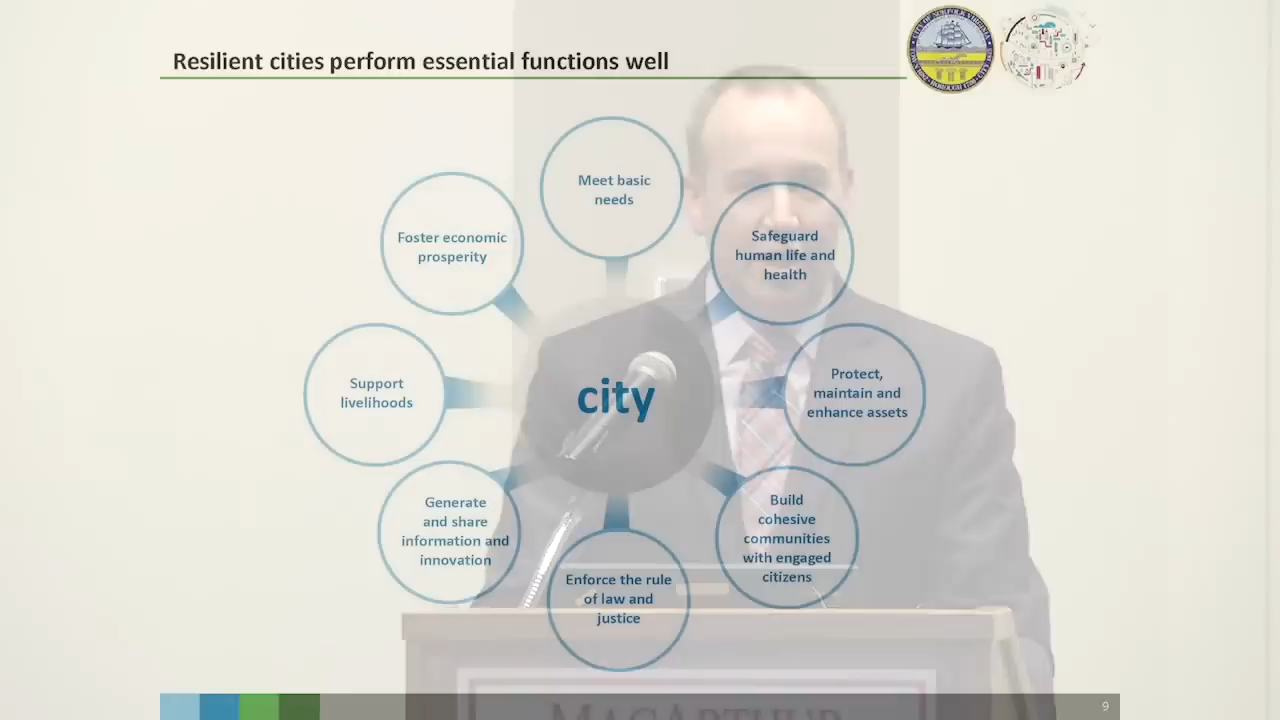 Resilient cities perform essential functions well
Meet basic
needs
Safeguard
human life and
health
Protect,
maintain and
enhance assets
Build
cohesive
communities
with engaged
citizens
Enforce the rule
of law and
justice
Generate
and share
information and
innovation
Support
livelihoods
Foster economic
prosperity
city
MACARTHUR
9